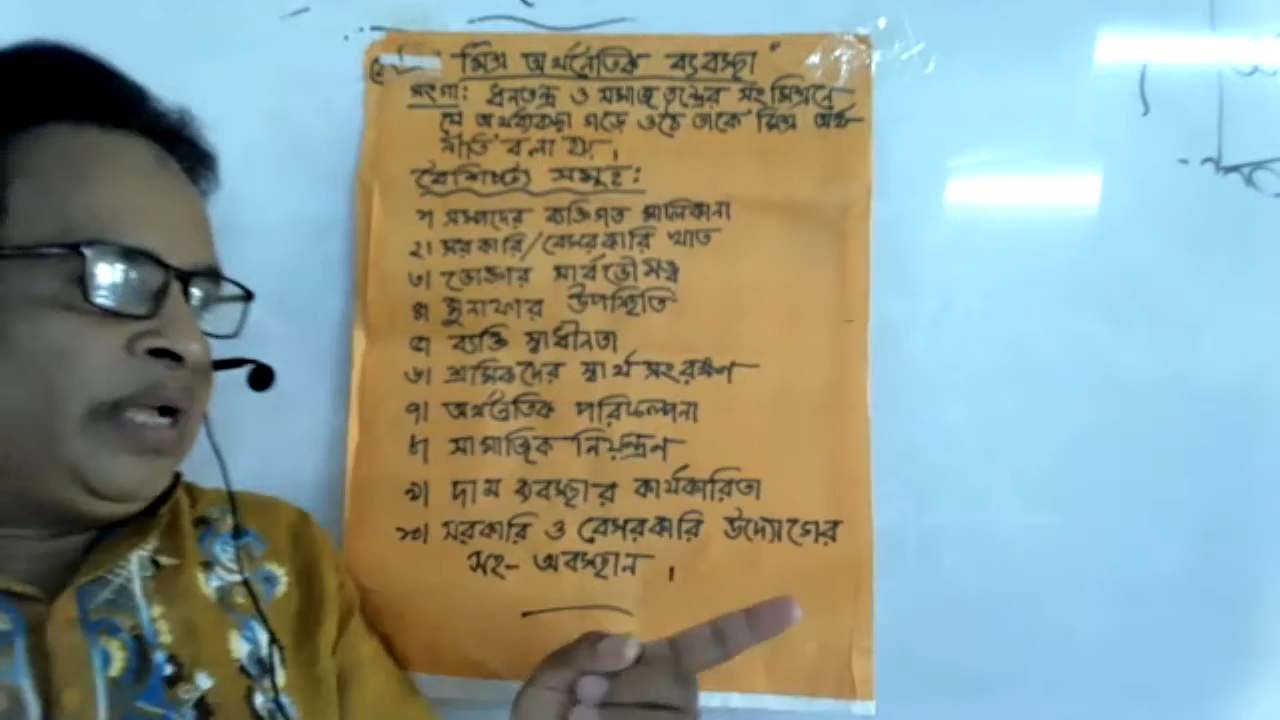 "মিশ্র অর্থনৈতিক ব্যবস্থা"
সংগা: ধনতন্ত্র ও সমাজতন্ত্রের সংমিশ্রনে
যে অর্থব্যবস্থা গড়ে ওঠে তাকে মিশ্র অর্থ-
নীতি বলা হয়।
বৈশিষ্ট্য সমূহ:
১। সম্পদের ব্যক্তিগত মালিকানা
২। সরকারি/বেসরকারি খাত
৩। ভোক্তার সার্বভৌমত্ব
৪। মুনাফার উপস্থিতি
৫। ব্যক্তি স্বাধীনতা
৬। শ্রমিকদের স্বার্থ সংরক্ষণ
৭। অর্থনৈতিক পরিকল্পনা
৮। সামাজিক নিয়ন্ত্রন
৯। দাম ব্যবস্থার কার্যকারিতা
১০। সরকারি ও বেসরকারি উদ্যোগের
সহ- অবস্থান।